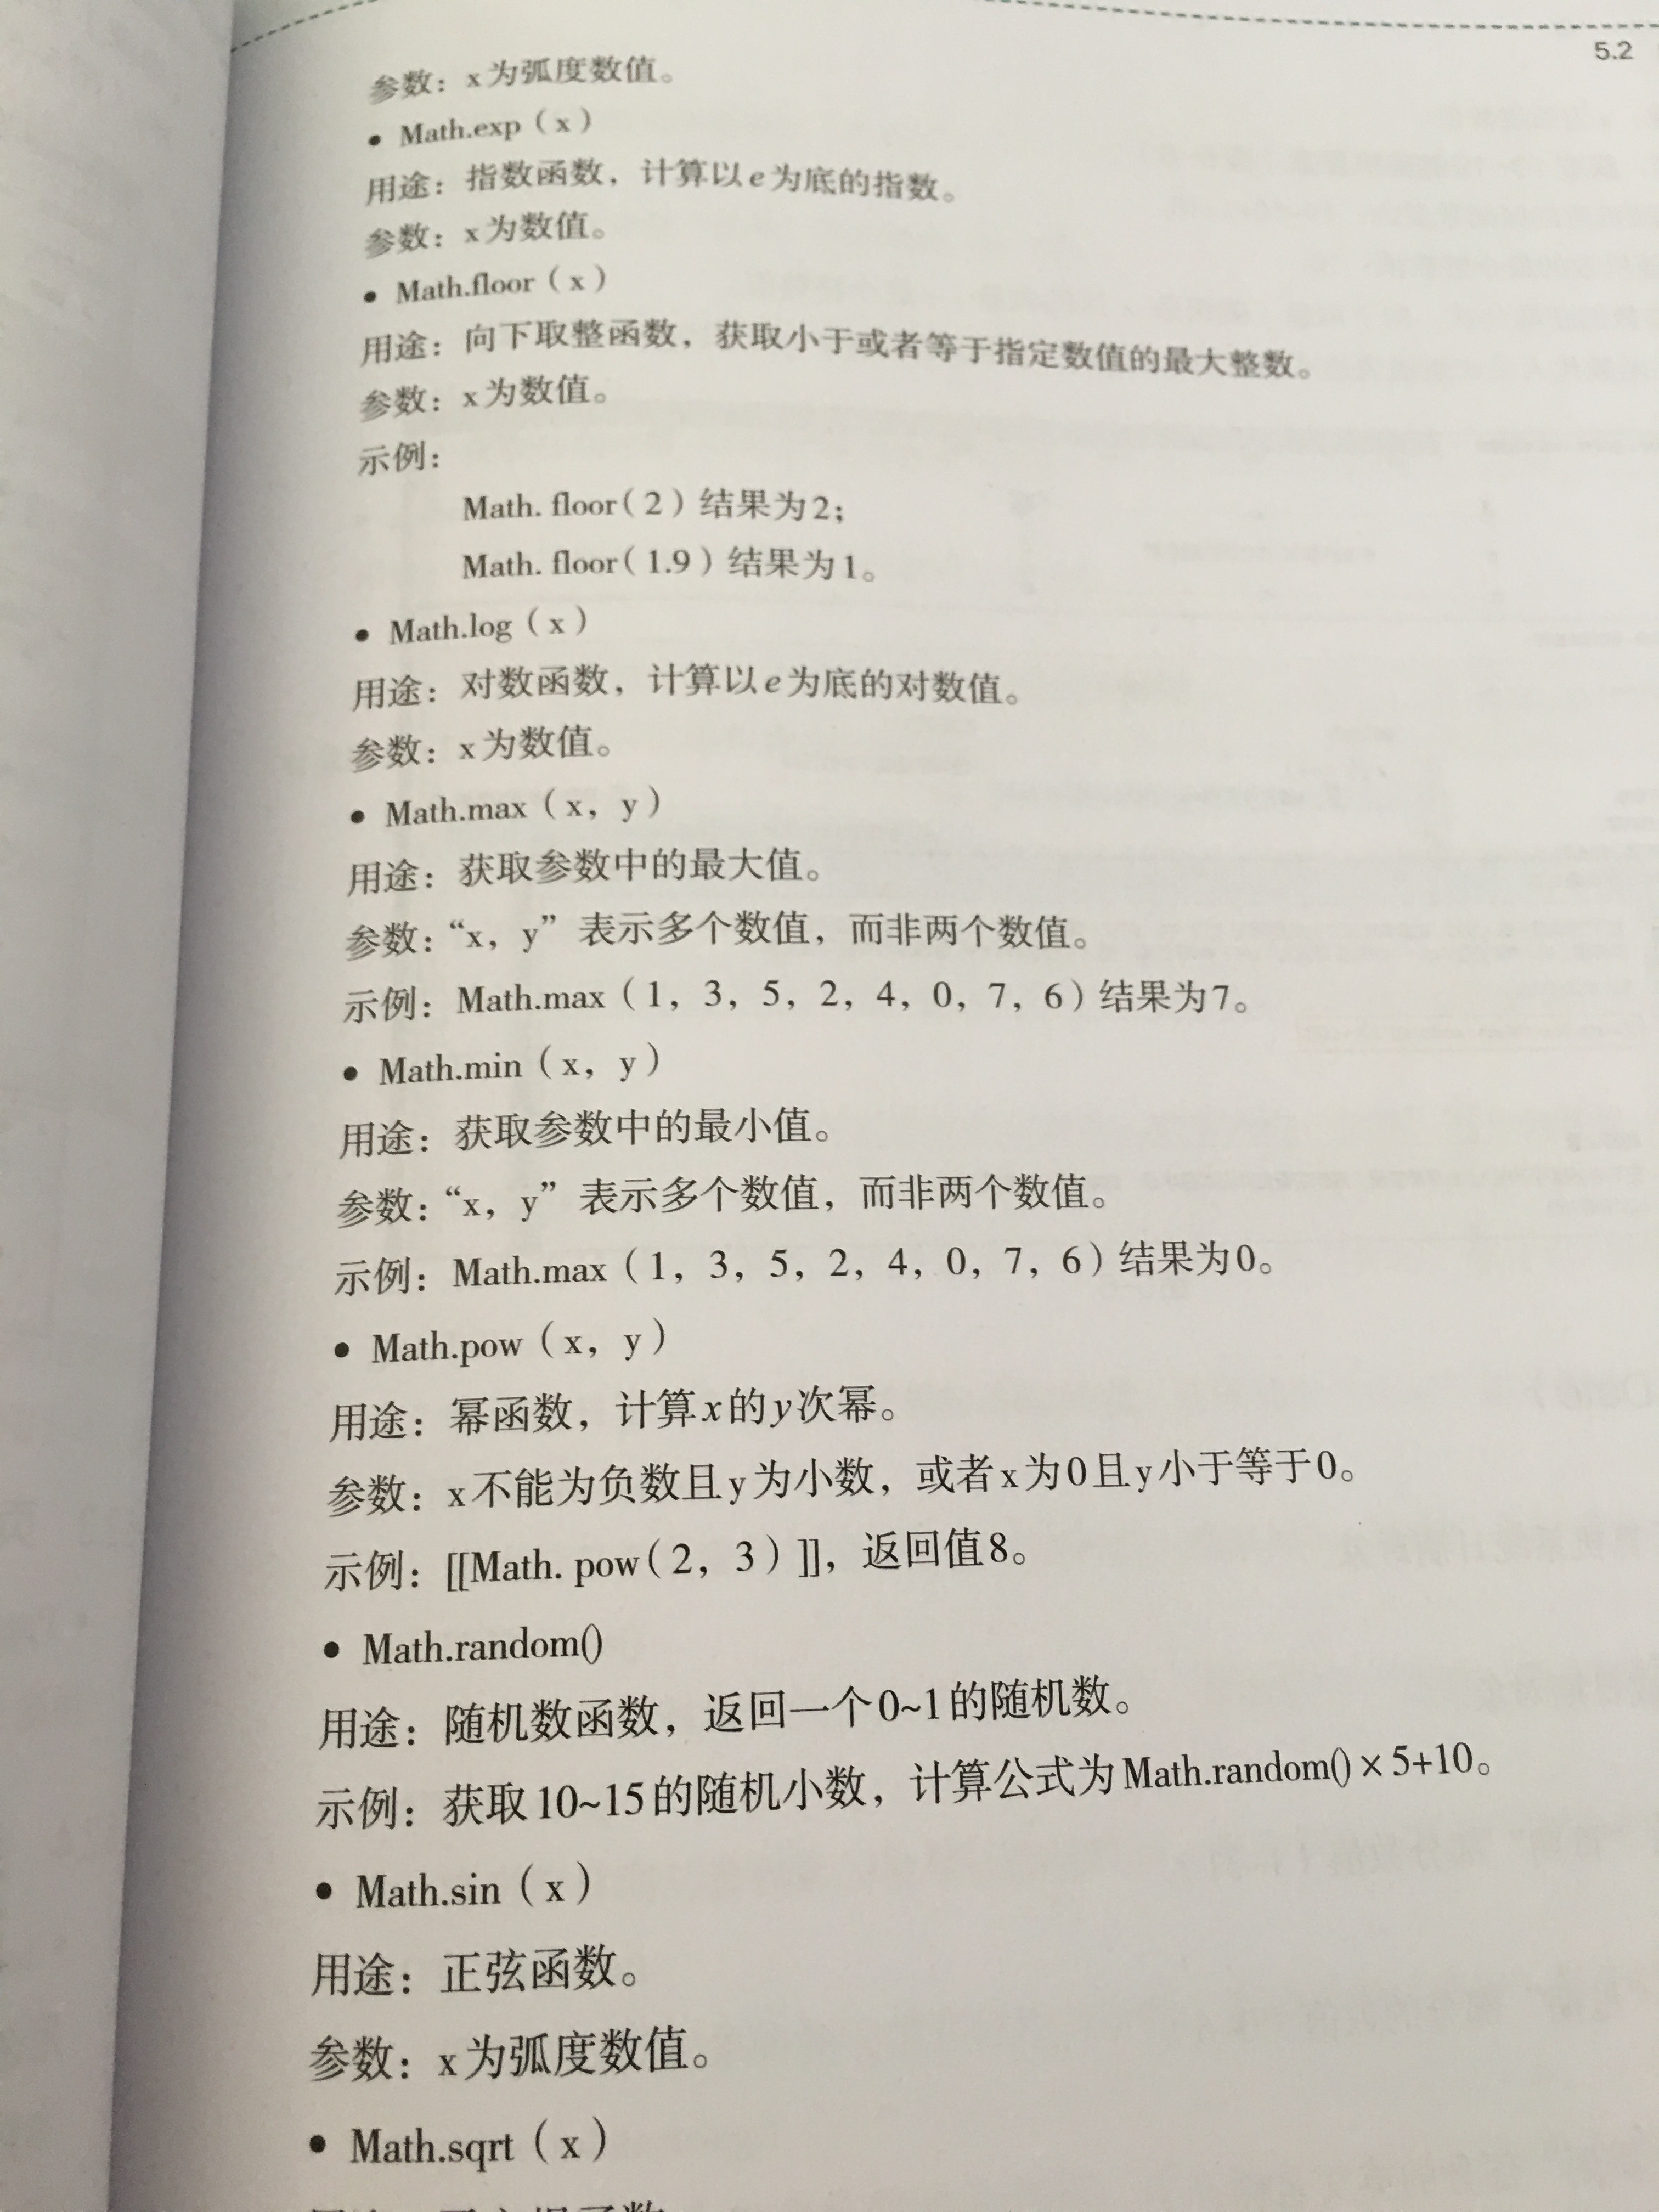 5.2
参数：x为弧度数值。
• Math.exp（x）
用途：指数函数，计算以e为底的指数。
参数：x为数值。
• Math.floor（x）
用途：向下取整函数，获取小于或者等于指定数值的最大整数。
参数：x为数值。
示例：
Math. floor（2）结果为2；
Math. floor（1.9）结果为1。
• Math.log（x）
用途：对数函数，计算以e为底的对数值。
参数：x为数值。
• Math.max（x，y）
用途：获取参数中的最大值。
参数：“x，y”表示多个数值，而非两个数值。
示例：Math.max（1，3，5，2，4，0，7，6）结果为7。
• Math.min（x，y）
用途：获取参数中的最小值。
参数：“x，y”表示多个数值，而非两个数值。
示例：Math.max（1，3，5，2，4，0，7，6）结果为0。
• Math.pow（x，y）
用途：幂函数，计算x的y次幂。
参数：x不能为负数且y为小数，或者x为0且y小于等于0。
示例：[[Math. pow（2，3）]]，返回值8。
• Math.random()
用途：随机数函数，返回一个0~1的随机数。
示例：获取10~15的随机小数，计算公式为Math.random()×5+10。
• Math.sin（x）
用途：正弦函数。
参数：x为弧度数值。
• Math.sqrt（x）